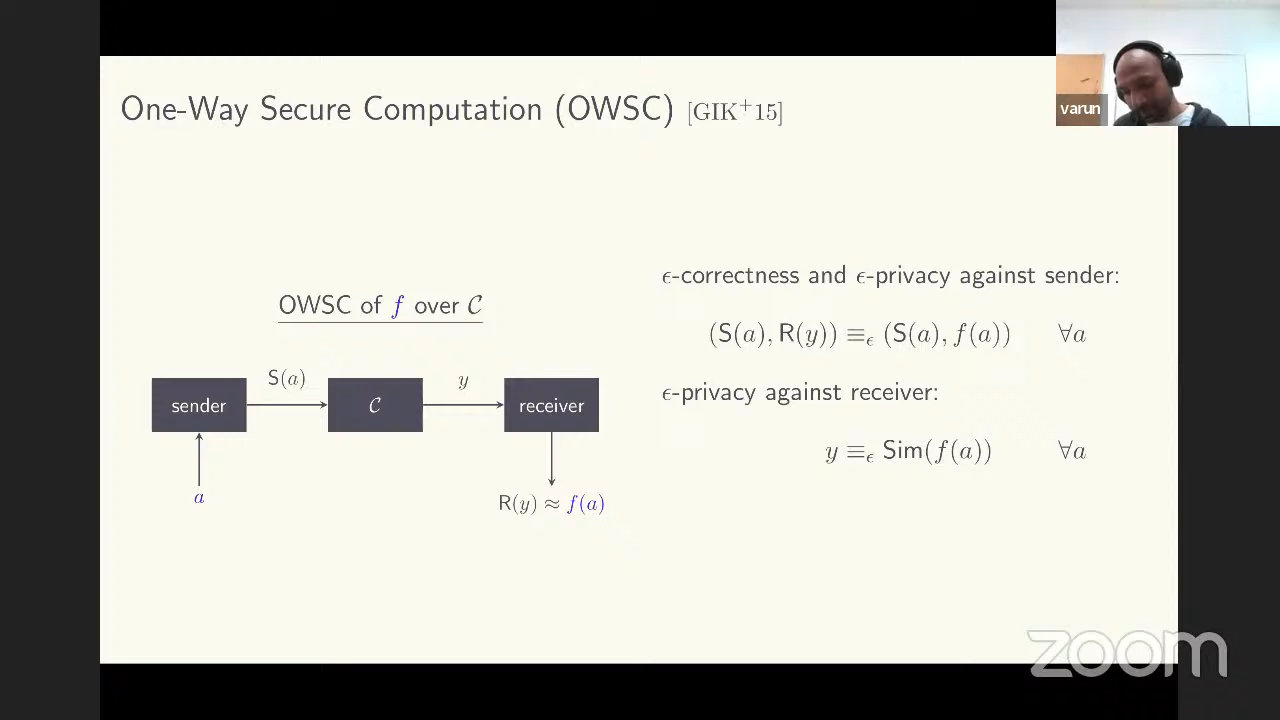 One-Way Secure Computation (OWSC) [GIK⁺15]
varun
OWSC of f over 𝒞
S(a)
y
sender
𝒞
receiver
a
R(y) ≈ f(a)
ϵ-correctness and ϵ-privacy against sender:
(S(a), R(y)) ≡ϵ (S(a), f(a)) ∀a
ϵ-privacy against receiver:
y ≡ϵ Sim(f(a)) ∀a
zoom